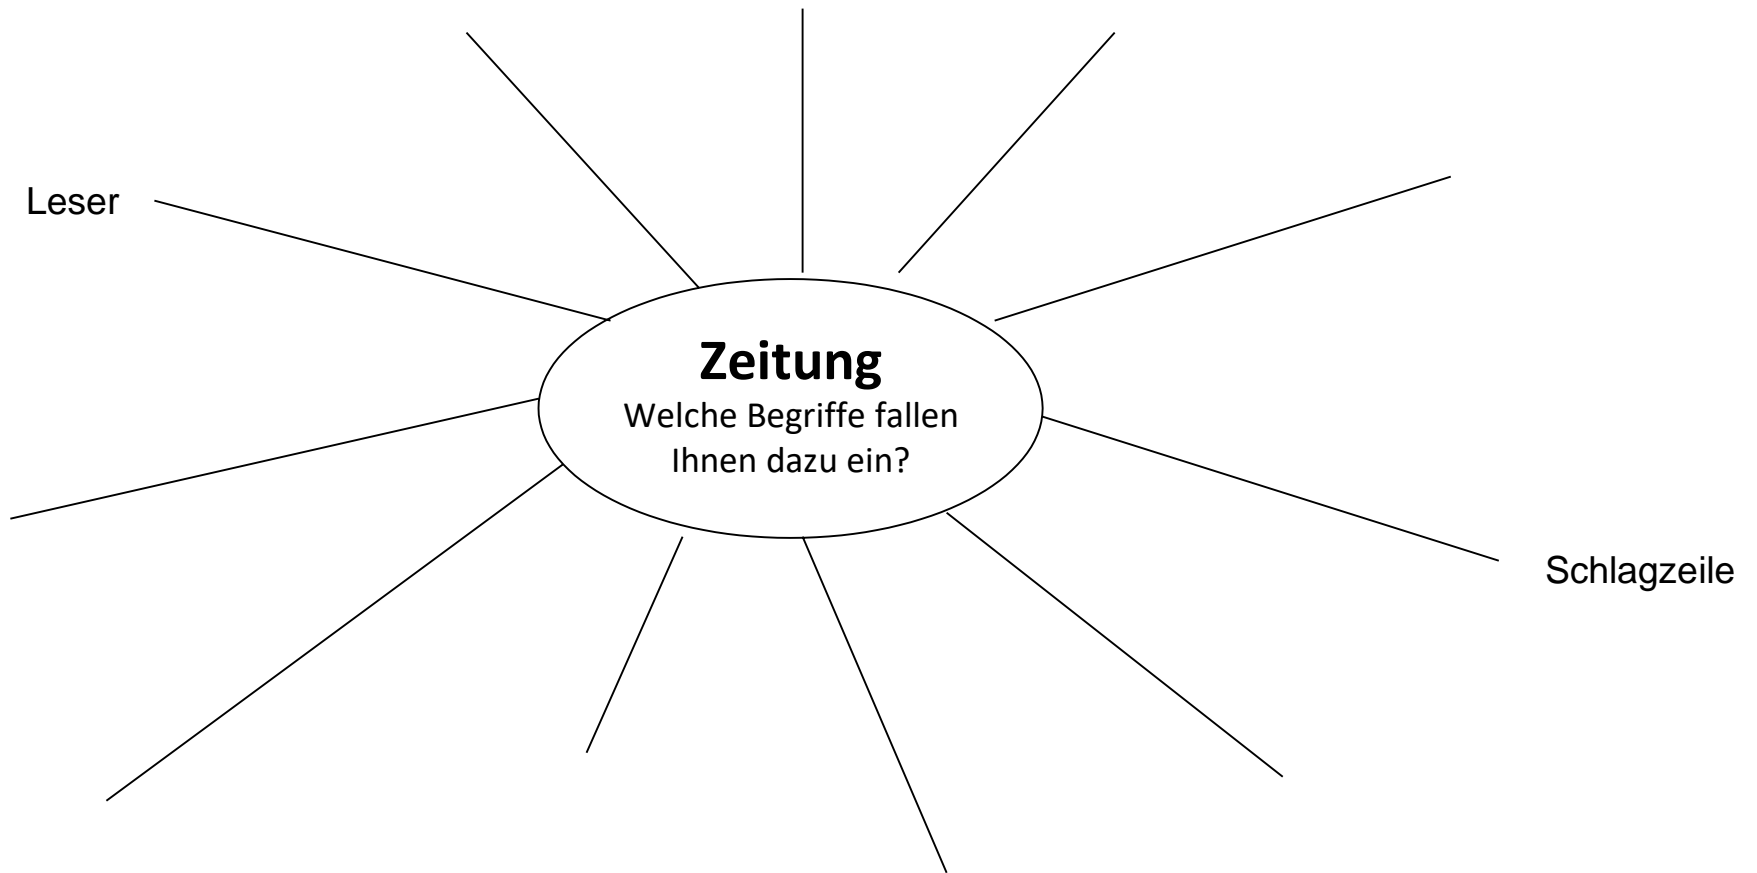 Leser
Zeitung
Welche Begriffe fallen
Ihnen dazu ein?
Schlagzeile